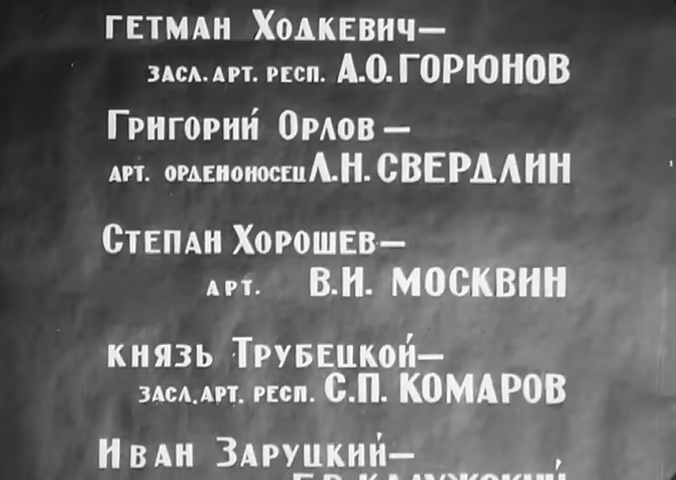 ГЕТМАН ХОДКЕВИЧ—
ЗАСЛ. АРТ. РЕСП. А.О. ГОРЮНОВ
ГРИГОРИЙ ОРЛОВ —
АРТ. ОРДЕНОНОСЕЦ Л.Н. СВЕРДЛИН
СТЕПАН ХОРОШЕВ—
АРТ. В.И. МОСКВИН
КНЯЗЬ ТРУБЕЦКОЙ—
ЗАСЛ. АРТ. РЕСП. С.П. КОМАРОВ
ИВАН ЗАРУЦКИЙ—